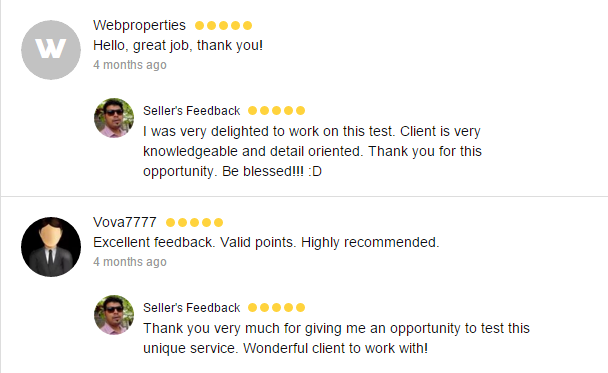 W
Webproperties
Hello, great job, thank you!
4 months ago
Seller's Feedback
I was very delighted to work on this test. Client is very
knowledgeable and detail oriented. Thank you for this
opportunity. Be blessed!!! :D
Vova7777
Excellent feedback. Valid points. Highly recommended.
4 months ago
Seller's Feedback
Thank you very much for giving me an opportunity to test this
unique service. Wonderful client to work with!